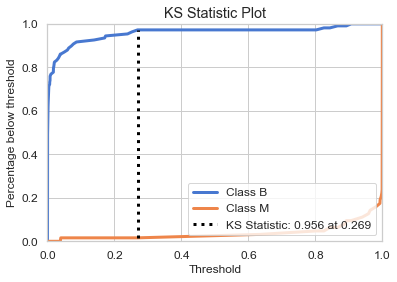 KS Statistic Plot
Percentage below threshold
1.0
0.8
0.6
0.4
0.2
0.0
Class B
Class M
KS Statistic: 0.956 at 0.269
0.0 0.2 0.4 0.6 0.8 1.0
Threshold